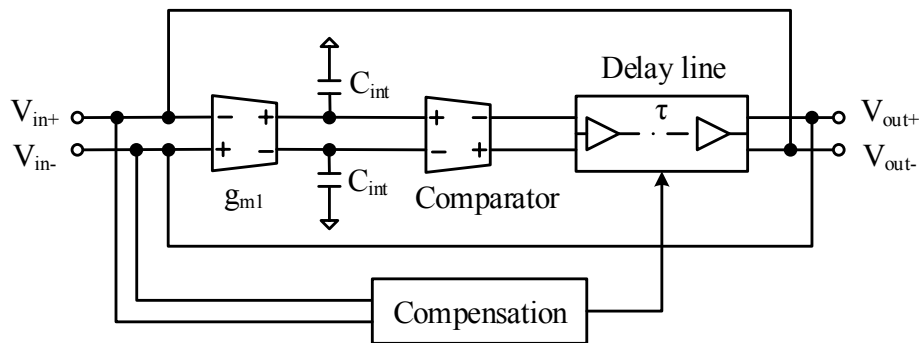 Delay line
C_int
τ
V_in+
− +
+ −
V_out+
V_in-
+ −
− +
V_out-
C_int
g_m1
Comparator
Compensation